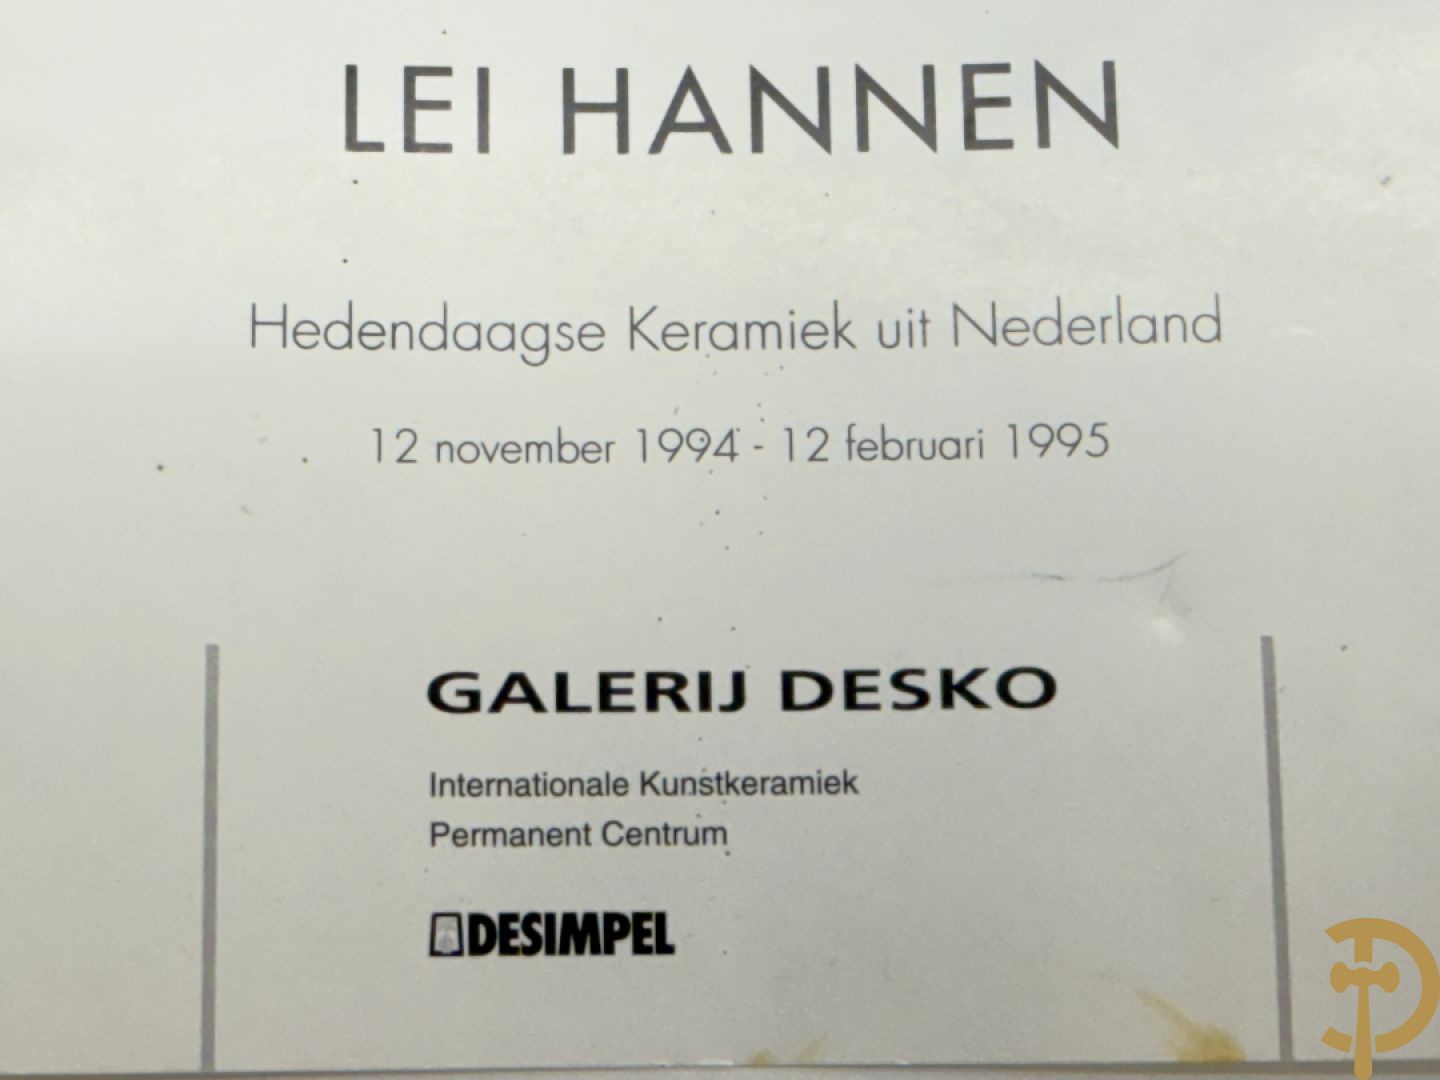 LEI HANNEN
Hedendaagse Keramiek uit Nederland
12 november 1994 - 12 februari 1995
GALERIJ DESKO
Internationale Kunstkeramiek
Permanent Centrum
DESIMPEL